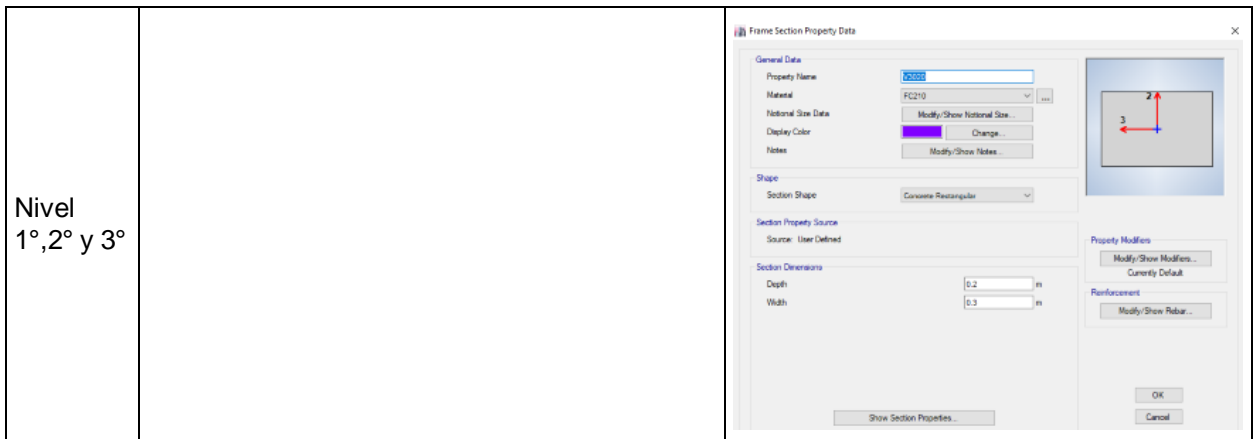 Nivel
1°,2° y 3°
Frame Section Property Data
General Data
Property Name V3020
Material FC210 ...
Notional Size Data Modify/Show Notional Size...
Display Color Change...
Notes Modify/Show Notes...
Shape
Section Shape Concrete Rectangular
Section Property Source
Source: User Defined
Section Dimensions
Depth 0.2 m
Width 0.3 m
Show Section Properties...
2
3
Property Modifiers
Modify/Show Modifiers...
Currently Default
Reinforcement
Modify/Show Rebar...
OK
Cancel